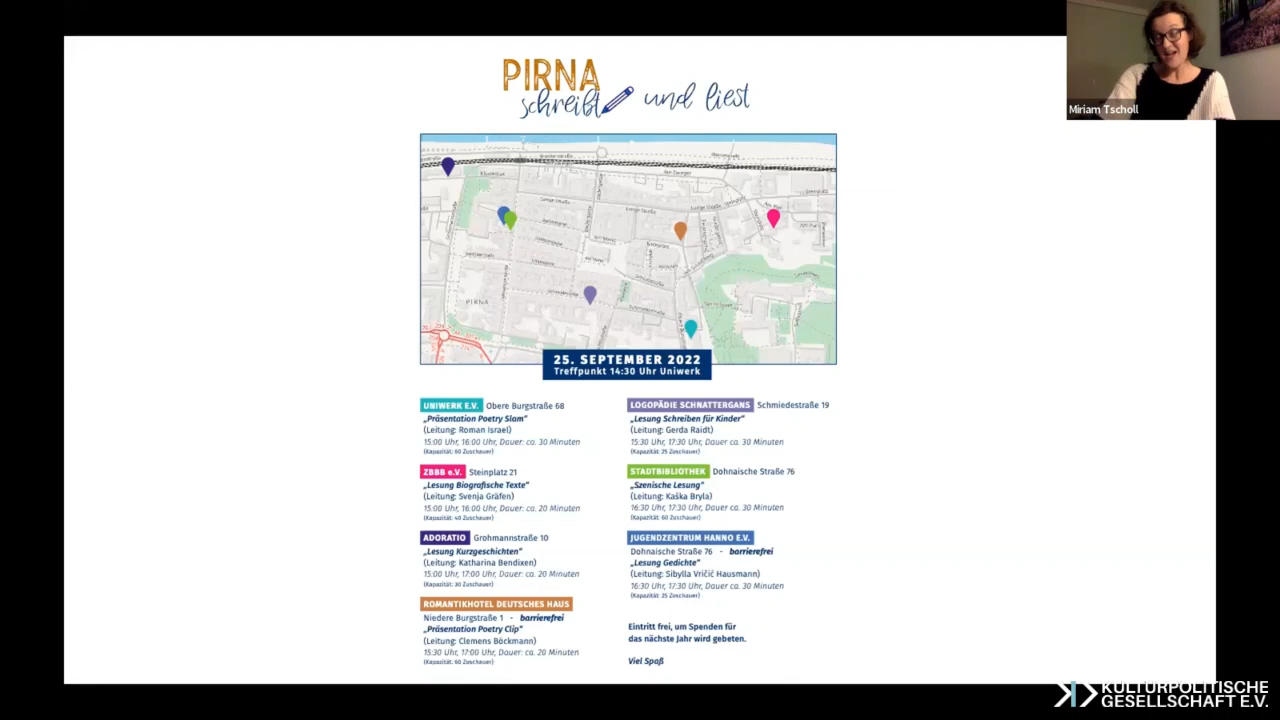 PIRNA
schreibt und liest
Miriam Tscholl
PIRNA
25. SEPTEMBER 2022
Treffpunkt 14:30 Uhr Uniwerk
UNIWERK E.V. Obere Burgstraße 68
„Präsentation Poetry Slam“
(Leitung: Roman Israel)
15:00 Uhr, 16:00 Uhr, Dauer: ca. 30 Minuten
(Kapazität: 60 Zuschauer)
ZBBB e.V. Steinplatz 21
„Lesung Biografische Texte“
(Leitung: Svenja Gräfen)
15:00 Uhr, 16:00 Uhr, Dauer: ca. 20 Minuten
(Kapazität: 40 Zuschauer)
ADORATIO Grohmannstraße 10
„Lesung Kurzgeschichten“
(Leitung: Katharina Bendixen)
15:00 Uhr, 17:00 Uhr, Dauer: ca. 20 Minuten
(Kapazität: 30 Zuschauer)
ROMANTIKHOTEL DEUTSCHES HAUS
Niedere Burgstraße 1 - barrierefrei
„Präsentation Poetry Clip“
(Leitung: Clemens Böckmann)
15:30 Uhr, 17:00 Uhr, Dauer: ca. 20 Minuten
(Kapazität: 60 Zuschauer)
LOGOPÄDIE SCHNATTERGANS Schmiedestraße 19
„Lesung Schreiben für Kinder“
(Leitung: Gerda Raidt)
15:30 Uhr, 17:30 Uhr, Dauer ca. 30 Minuten
(Kapazität: 25 Zuschauer)
STADTBIBLIOTHEK Dohnaische Straße 76
„Szenische Lesung“
(Leitung: Kaśka Bryla)
16:30 Uhr, 17:30 Uhr, Dauer ca. 30 Minuten
(Kapazität: 60 Zuschauer)
JUGENDZENTRUM HANNO E.V.
Dohnaische Straße 76 - barrierefrei
„Lesung Gedichte“
(Leitung: Sibylla Vričić Hausmann)
16:30 Uhr, 17:30 Uhr, Dauer ca. 30 Minuten
(Kapazität: 25 Zuschauer)
Eintritt frei, um Spenden für
das nächste Jahr wird gebeten.
Viel Spaß
KULTURPOLITISCHE
GESELLSCHAFT E.V.